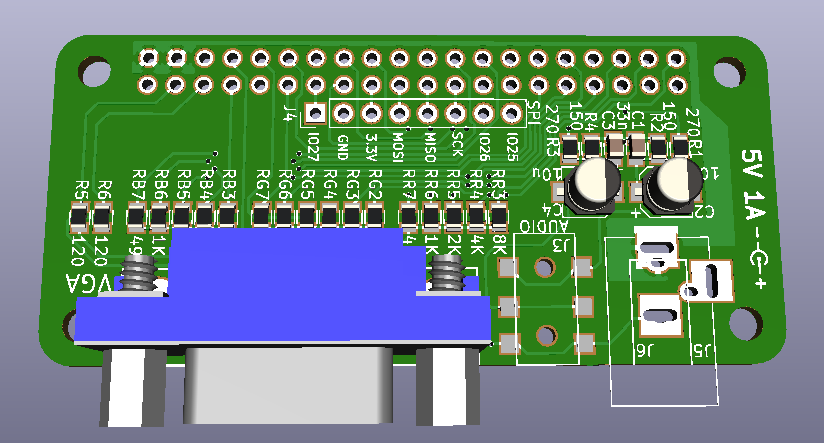 J4
IO27
GND
3.3V
MOSI
MISO
SCK
IO26
IO25
SPI
270
R3
150
R4
C3
33n
C1
R2
150
270
R1
10u
C4
C2
+
5V 1A -C-+
R5
R6
RB7
RB6
RB5
RB4
RB3
RG7
RG6
RG5
RG4
RG3
RG2
RR7
RR6
RR5
RR4
RR3
120
120
1K
1K
2K
4K
8K
VGA
AUDIO
J3
J6
J5